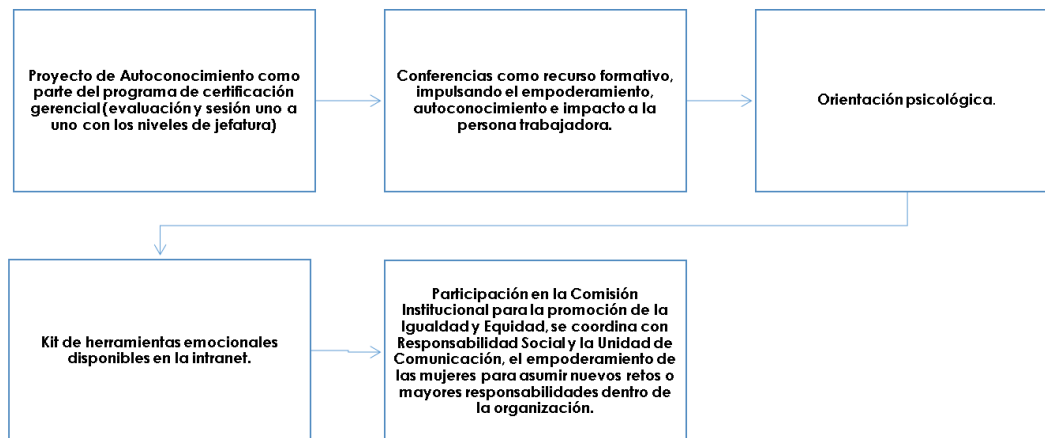 Proyecto de Autoconocimiento como
parte del programa de certificación
gerencial(evaluación y sesión uno a
uno con los niveles de jefatura)
Conferencias como recurso formativo,
impulsando el empoderamiento,
autoconocimiento e impacto a la
persona trabajadora.
Orientación psicológica.
Kit de herramientas emocionales
disponibles en la intranet.
Participación en la Comisión
Institucional para la promoción de la
Igualdad y Equidad, se coordina con
Responsabilidad Social y la Unidad de
Comunicación, el empoderamiento de
las mujeres para asumir nuevos retos o
mayores responsabilidades dentro de
la organización.